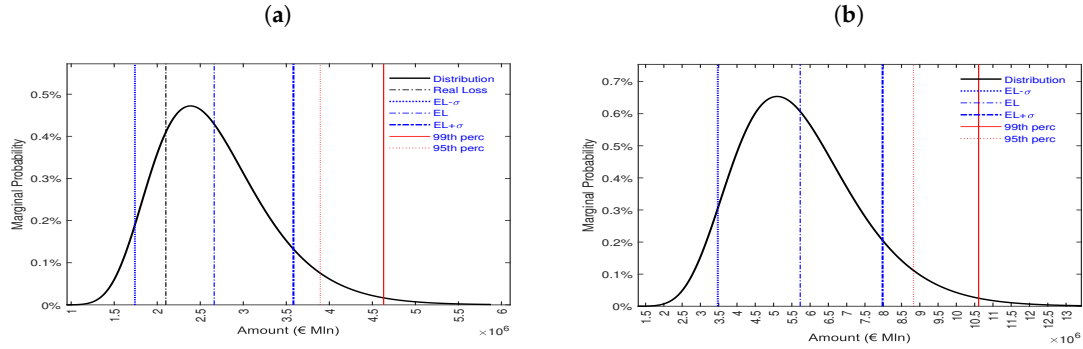 (a)
(b)
Distribution
Real Loss
EL-σ
EL
EL+σ
99th perc
95th perc
0.5%
0.4%
0.3%
0.2%
0.1%
0%
Marginal Probability
1
1.5
2
2.5
3
3.5
4
4.5
5
5.5
6
Amount (€ Mln)
×10⁶
Distribution
EL-σ
EL
EL+σ
99th perc
95th perc
0.7%
0.6%
0.5%
0.4%
0.3%
0.2%
0.1%
0%
Marginal Probability
1.5
2
2.5
3
3.5
4
4.5
5
5.5
6
6.5
7
7.5
8
8.5
9
9.5
10
10.5
11
11.5
12
12.5
13
Amount (€ Mln)
×10⁶